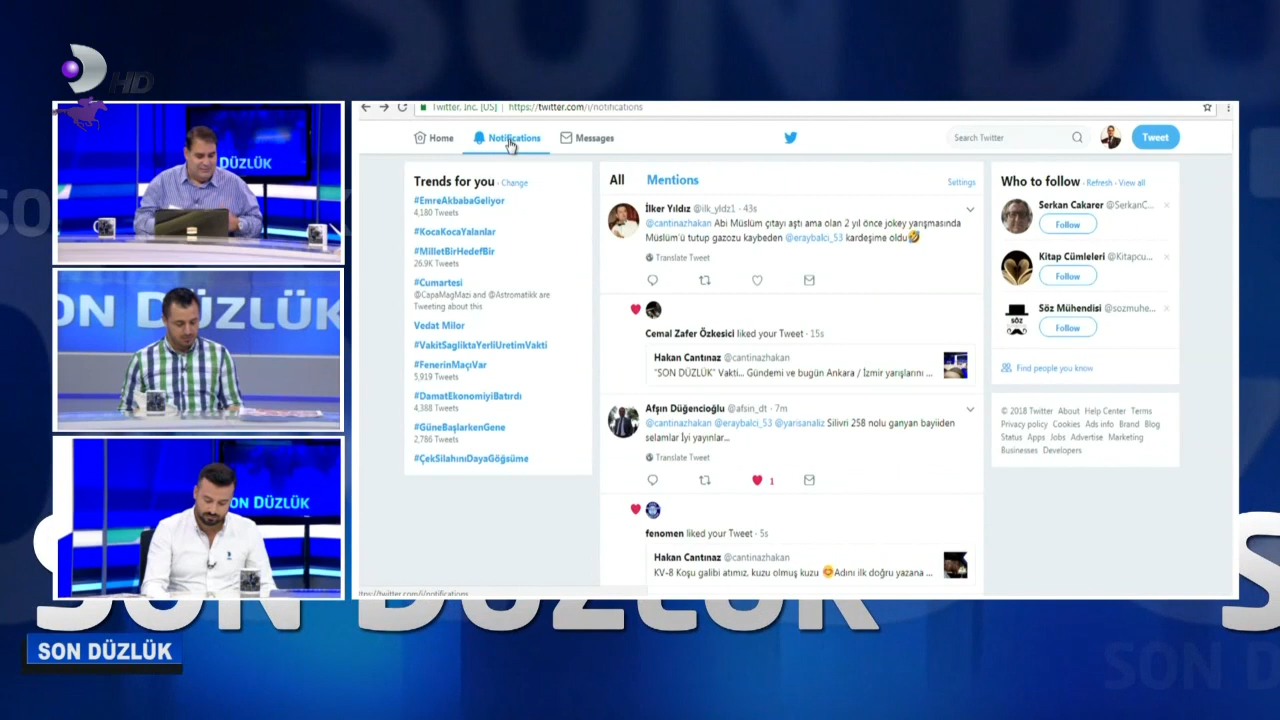 HD
SON DÜZLÜK
Twitter, Inc. [US] | https://twitter.com/i/notifications
Home
Notifications
Messages
Search Twitter
Tweet
Trends for you · Change
#EmreAkbabaGeliyor
4,180 Tweets
#KocaKocaYalanlar
#MilletBirHedefBir
26.9K Tweets
#Cumartesi
@CapaMagMazi and @Astromatikk are
Tweeting about this
Vedat Milor
#VakitSagliktaYerliUretimVakti
#FenerinMaçıVar
5,919 Tweets
#DamatEkonomiyiBatırdı
4,388 Tweets
#GüneBaşlarkenGene
2,786 Tweets
#ÇekSilahınıDayaGöğsüme
All
Mentions
Settings
İlker Yıldız @ilk_yldz1 · 43s
@cantinazhakan Abi Müslüm çıtayı aştı ama olan 2 yıl önce jokey yarışmasında
Müslüm'ü tutup gazozu kaybeden @eraybalci_53 kardeşime oldu🤣
Translate Tweet
Cemal Zafer Özkesici liked your Tweet · 15s
Hakan Cantınaz @cantinazhakan
"SON DÜZLÜK" Vakti... Gündemi ve bugün Ankara / İzmir yarışlarını ...
Afşın Düğencioğlu @afsin_dt · 7m
@cantinazhakan @eraybalci_53 @yarisanaliz Silivri 258 nolu ganyan bayiiden
selamlar İyi yayınlar...
Translate Tweet
1
fenomen liked your Tweet · 5s
Hakan Cantınaz @cantinazhakan
KV-8 Koşu galibi atımız, kuzu olmuş kuzu 😊Adını ilk doğru yazana ...
Who to follow · Refresh · View all
Serkan Cakarer @SerkanC...
Follow
Kitap Cümleleri @Kitapcu...
Follow
Söz Mühendisi @sozmuhe...
söz
Follow
Find people you know
© 2018 Twitter About Help Center Terms
Privacy policy Cookies Ads info Brand Blog
Status Apps Jobs Advertise Marketing
Businesses Developers
ttps://twitter.com/i/notifications
DÜZLÜK
SON DÜZLÜK
SON DÜZLÜK
SON DÜZLÜK
SON DÜZLÜK